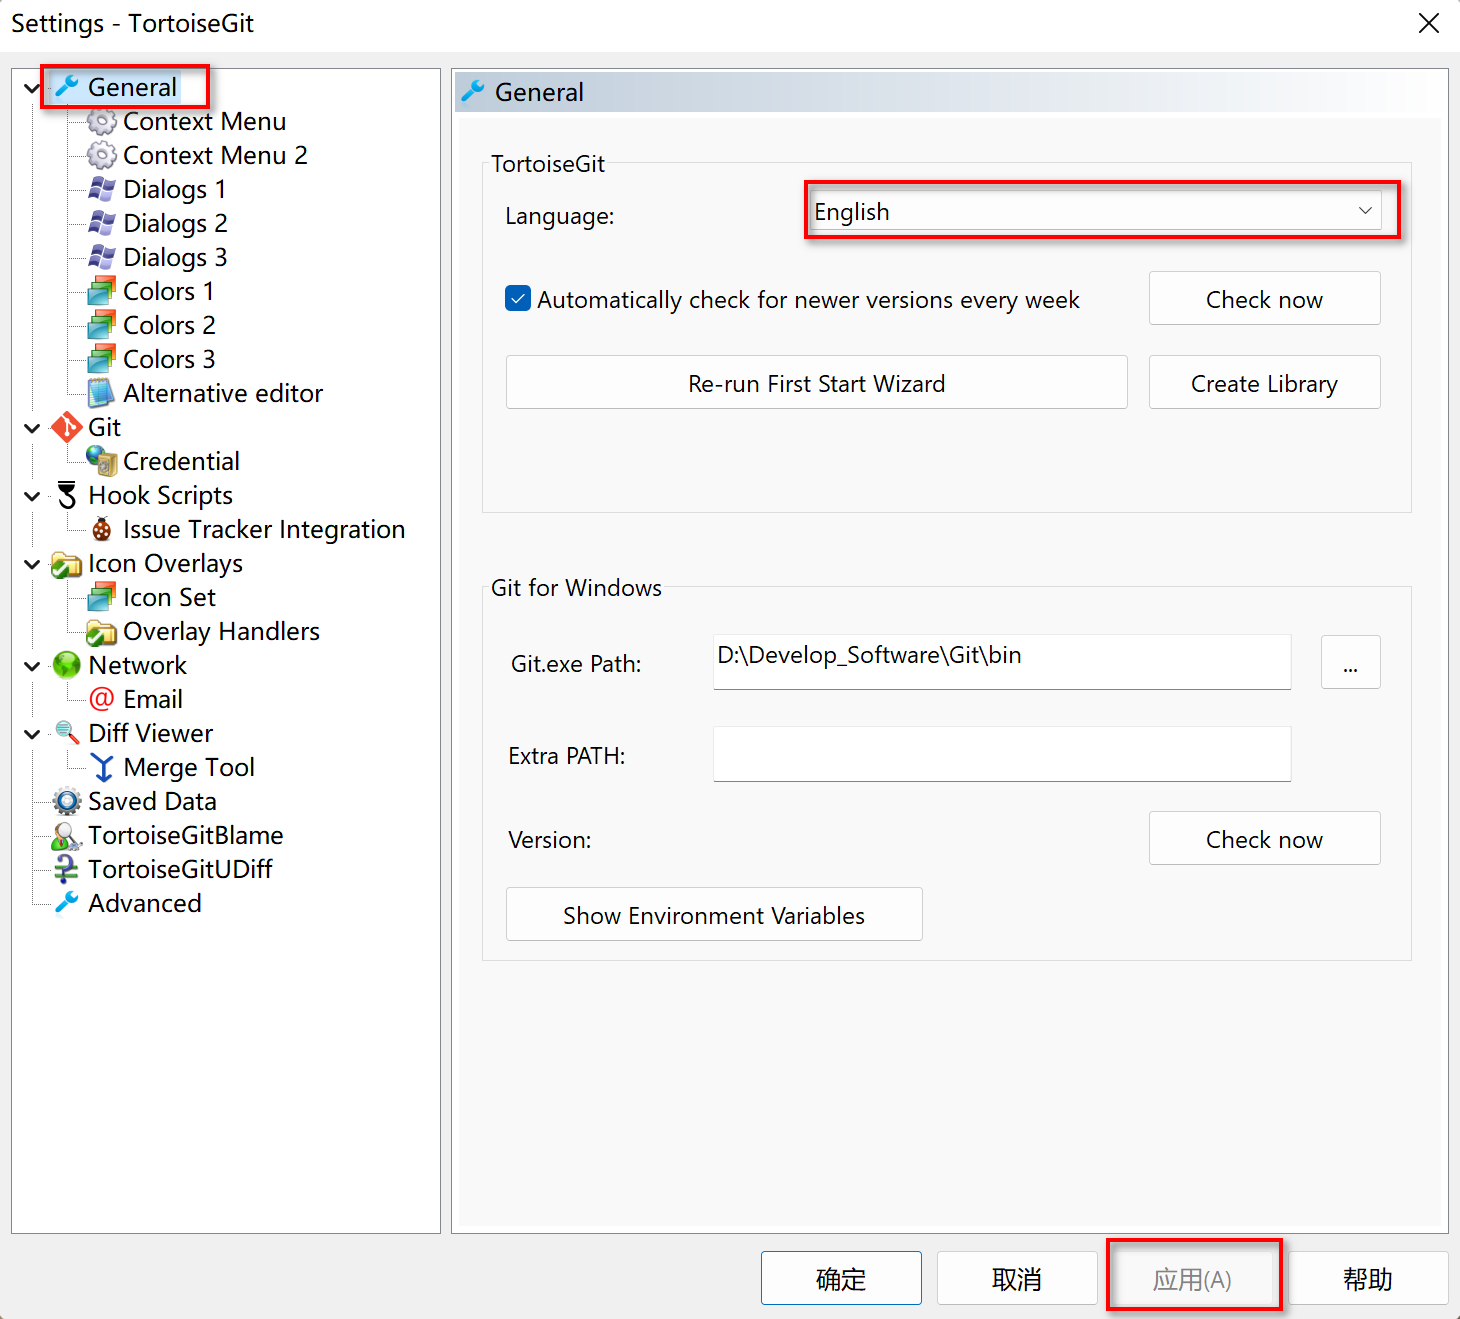 Settings - TortoiseGit
General
Context Menu
Context Menu 2
Dialogs 1
Dialogs 2
Dialogs 3
Colors 1
Colors 2
Colors 3
Alternative editor
Git
Credential
Hook Scripts
Issue Tracker Integration
Icon Overlays
Icon Set
Overlay Handlers
Network
Email
Diff Viewer
Merge Tool
Saved Data
TortoiseGitBlame
TortoiseGitUDiff
Advanced
General
TortoiseGit
Language: English
Automatically check for newer versions every week Check now
Re-run First Start Wizard Create Library
Git for Windows
Git.exe Path: D:\Develop_Software\Git\bin ...
Extra PATH:
Version: Check now
Show Environment Variables
确定 取消 应用(A) 帮助